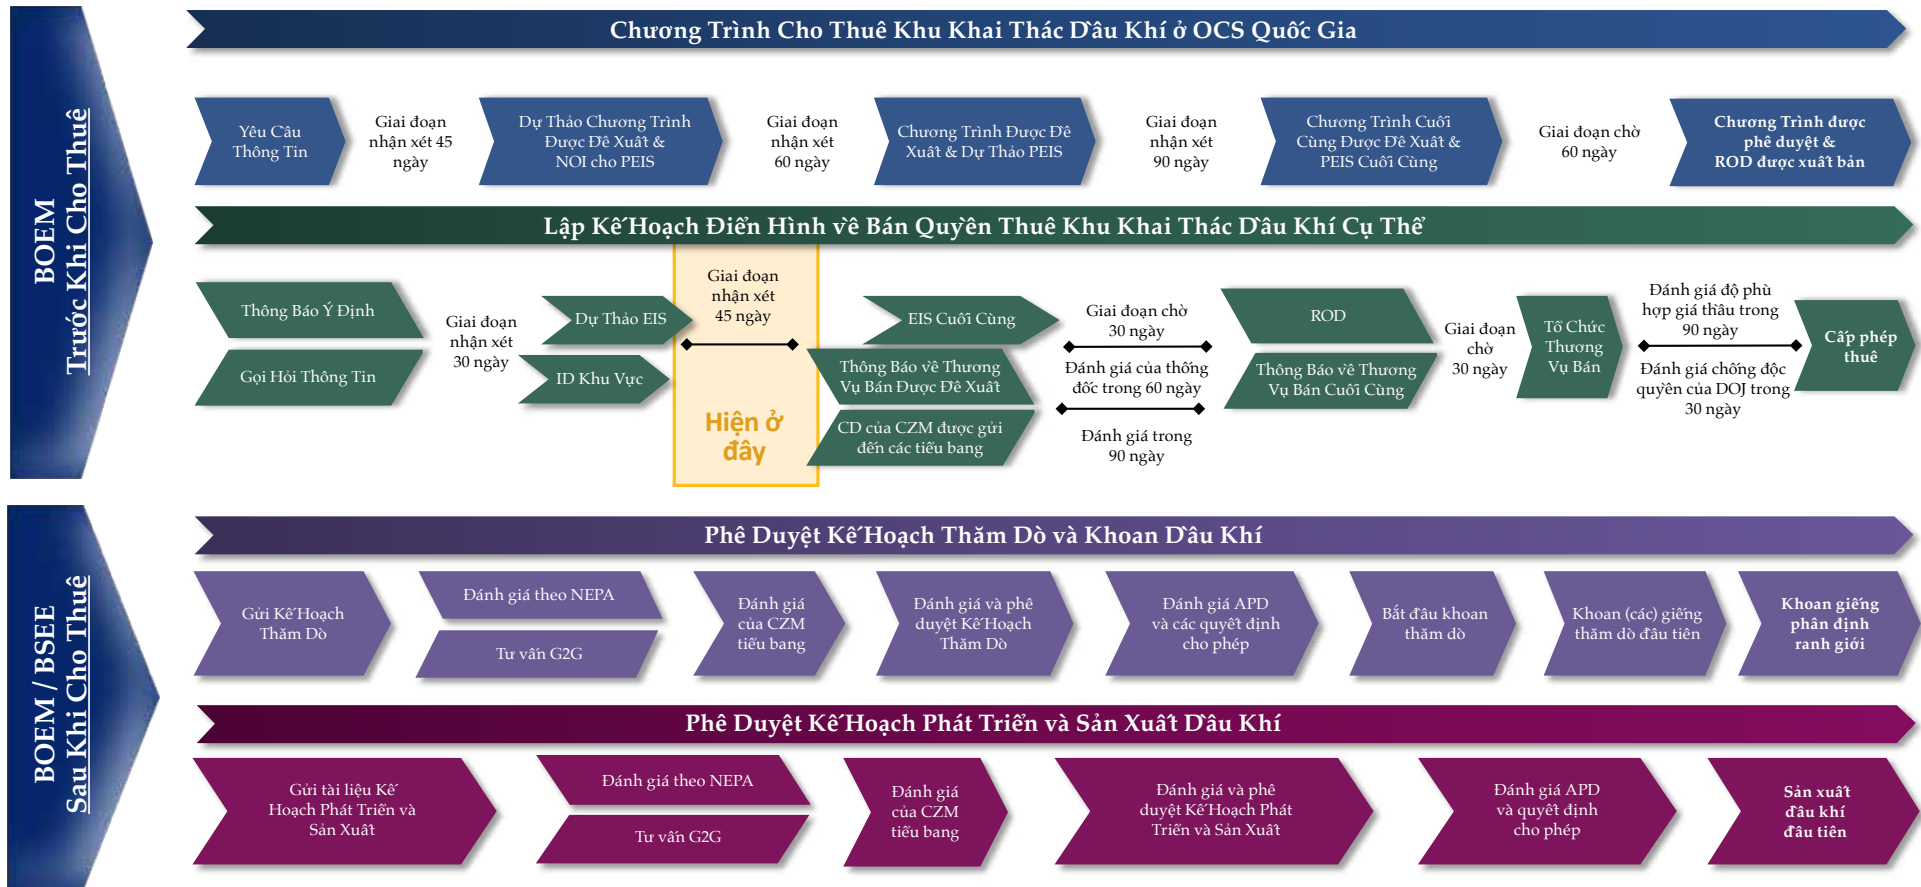 BOEM
Trước Khi Cho Thuê
Chương Trình Cho Thuê Khu Khai Thác Dầu Khí ở OCS Quốc Gia
Yêu Cầu
Thông Tin
Giai đoạn
nhận xét 45
ngày
Dự Thảo Chương Trình
Được Đề Xuất &
NOI cho PEIS
Giai đoạn
nhận xét
60 ngày
Chương Trình Được Đề
Xuất & Dự Thảo PEIS
Giai đoạn
nhận xét
90 ngày
Chương Trình Cuối
Cùng Được Đề Xuất &
PEIS Cuối Cùng
Giai đoạn chờ
60 ngày
Chương Trình được
phê duyệt &
ROD được xuất bản
Lập Kế Hoạch Điển Hình về Bán Quyền Thuê Khu Khai Thác Dầu Khí Cụ Thể
Thông Báo Ý Định
Gọi Hỏi Thông Tin
Giai đoạn
nhận xét
30 ngày
Dự Thảo EIS
ID Khu Vực
Giai đoạn
nhận xét
45 ngày
Hiện ở
đây
EIS Cuối Cùng
Thông Báo về Thương
Vụ Bán Được Đề Xuất
CD của CZM được gửi
đến các tiểu bang
Giai đoạn chờ
30 ngày
Đánh giá của thống
đốc trong 60 ngày
Đánh giá trong
90 ngày
ROD
Thông Báo về Thương
Vụ Bán Cuối Cùng
Giai đoạn
chờ
30 ngày
Tổ Chức
Thương
Vụ Bán
Đánh giá độ phù
hợp giá thầu trong
90 ngày
Đánh giá chống độc
quyền của DOJ trong
30 ngày
Cấp phép
thuê
BOEM / BSEE
Sau Khi Cho Thuê
Phê Duyệt Kế Hoạch Thăm Dò và Khoan Dầu Khí
Gửi Kế Hoạch
Thăm Dò
Đánh giá theo NEPA
Tư vấn G2G
Đánh giá
của CZM
tiểu bang
Đánh giá và phê
duyệt Kế Hoạch
Thăm Dò
Đánh giá APD
và các quyết định
cho phép
Bắt đầu khoan
thăm dò
Khoan (các) giếng
thăm dò đầu tiên
Khoan giếng
phân định
ranh giới
Phê Duyệt Kế Hoạch Phát Triển và Sản Xuất Dầu Khí
Gửi tài liệu Kế
Hoạch Phát Triển và
Sản Xuất
Đánh giá theo NEPA
Tư vấn G2G
Đánh giá
của CZM
tiểu bang
Đánh giá và phê
duyệt Kế Hoạch Phát
Triển và Sản Xuất
Đánh giá APD
và quyết định
cho phép
Sản xuất
dầu khí
đầu tiên